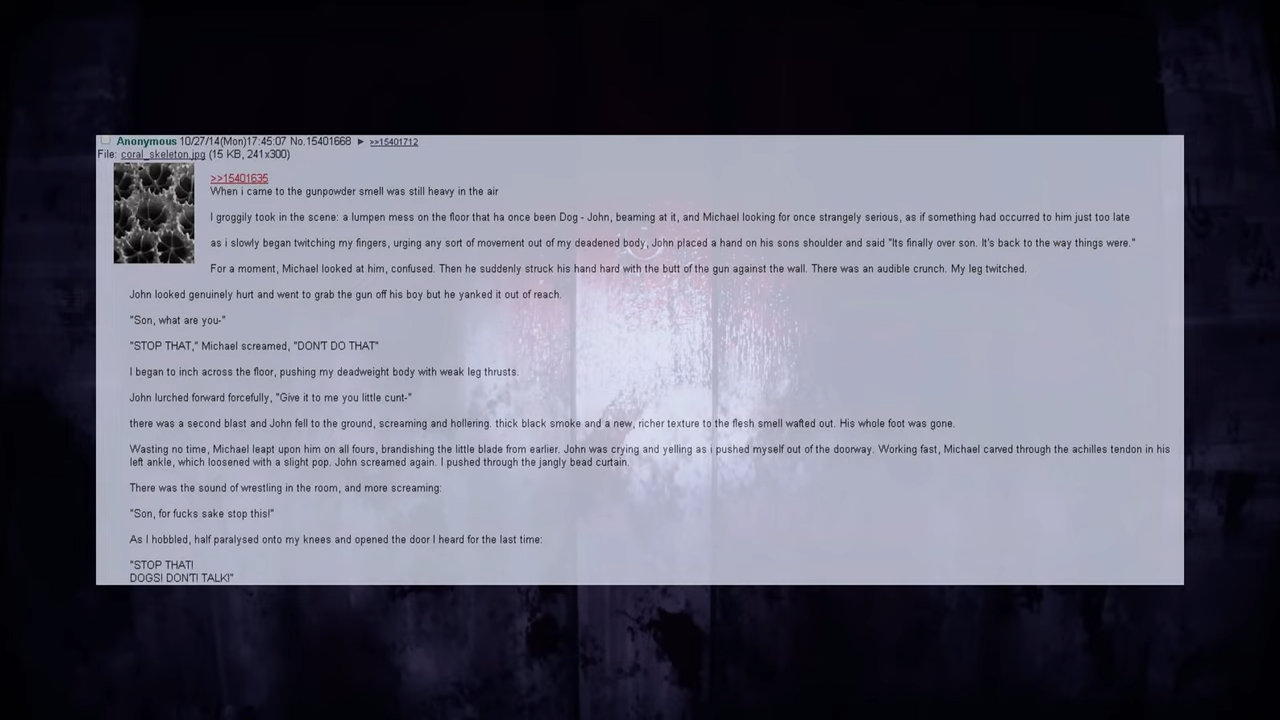 Anonymous 10/27/14(Mon)17:45:07 No.15401668 ▶ >>15401712
File: coral_skeleton.jpg (15 KB, 241x300)
>>15401635
When i came to the gunpowder smell was still heavy in the air
I groggily took in the scene: a lumpen mess on the floor that ha once been Dog - John, beaming at it, and Michael looking for once strangely serious, as if something had occurred to him just too late
as i slowly began twitching my fingers, urging any sort of movement out of my deadened body, John placed a hand on his sons shoulder and said "Its finally over son. It's back to the way things were."
For a moment, Michael looked at him, confused. Then he suddenly struck his hand hard with the butt of the gun against the wall. There was an audible crunch. My leg twitched.
John looked genuinely hurt and went to grab the gun off his boy but he yanked it out of reach.
"Son, what are you-"
"STOP THAT," Michael screamed, "DON'T DO THAT"
I began to inch across the floor, pushing my deadweight body with weak leg thrusts.
John lurched forward forcefully, "Give it to me you little cunt-"
there was a second blast and John fell to the ground, screaming and hollering. thick black smoke and a new, richer texture to the flesh smell wafted out. His whole foot was gone.
Wasting no time, Michael leapt upon him on all fours, brandishing the little blade from earlier. John was crying and yelling as i pushed myself out of the doorway. Working fast, Michael carved through the achilles tendon in his
left ankle, which loosened with a slight pop. John screamed again. I pushed through the jangly bead curtain.
There was the sound of wrestling in the room, and more screaming:
"Son, for fucks sake stop this!"
As I hobbled, half paralysed onto my knees and opened the door I heard for the last time:
"STOP THAT!
DOGS! DON'T! TALK!"